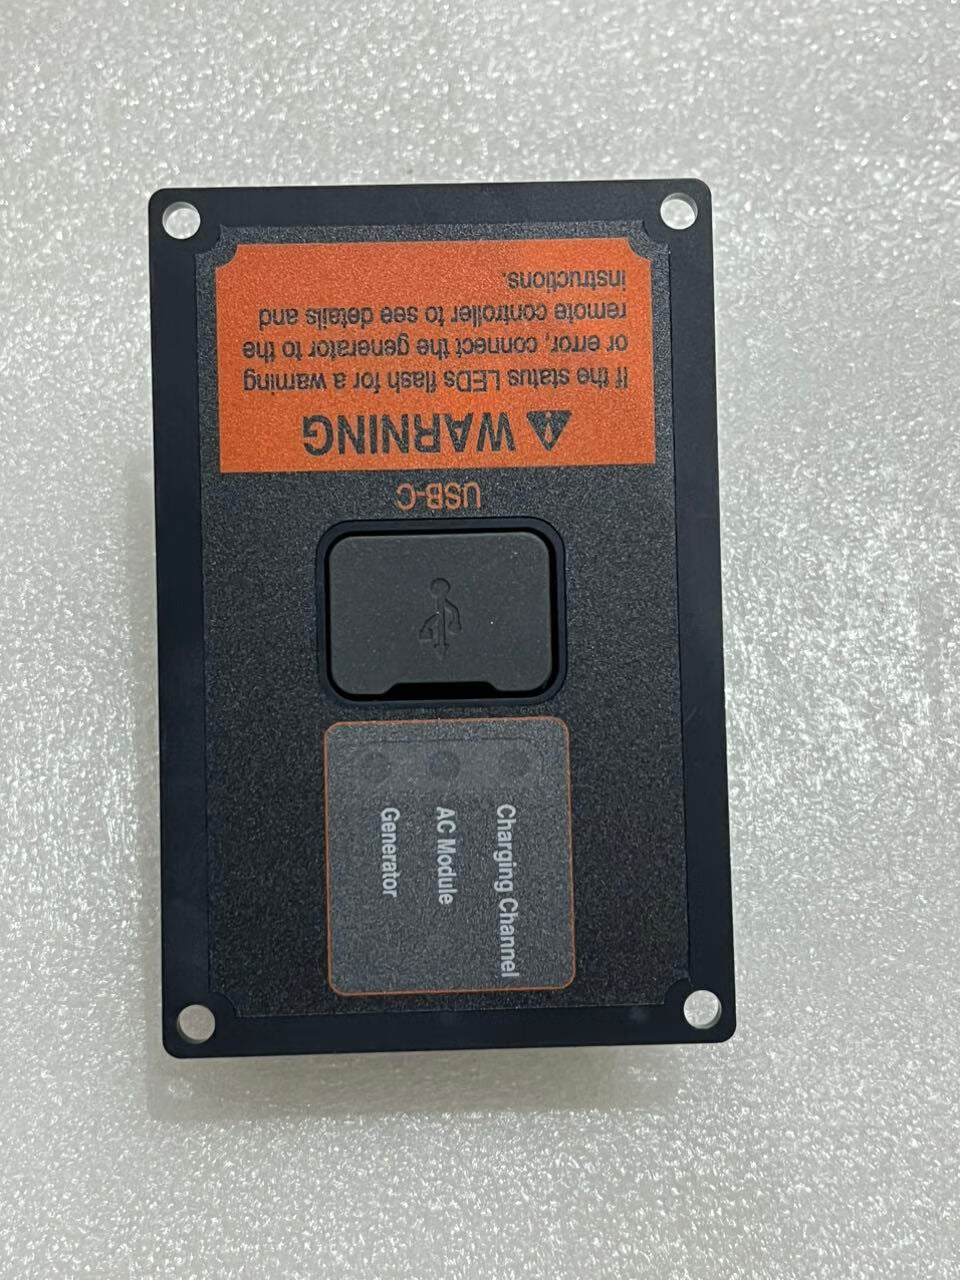 Charging Channel
AC Module
Generator
USB-C
WARNING
If the status LEDs flash for a warning
or error, connect the generator to the
remote controller to see details and
instructions.